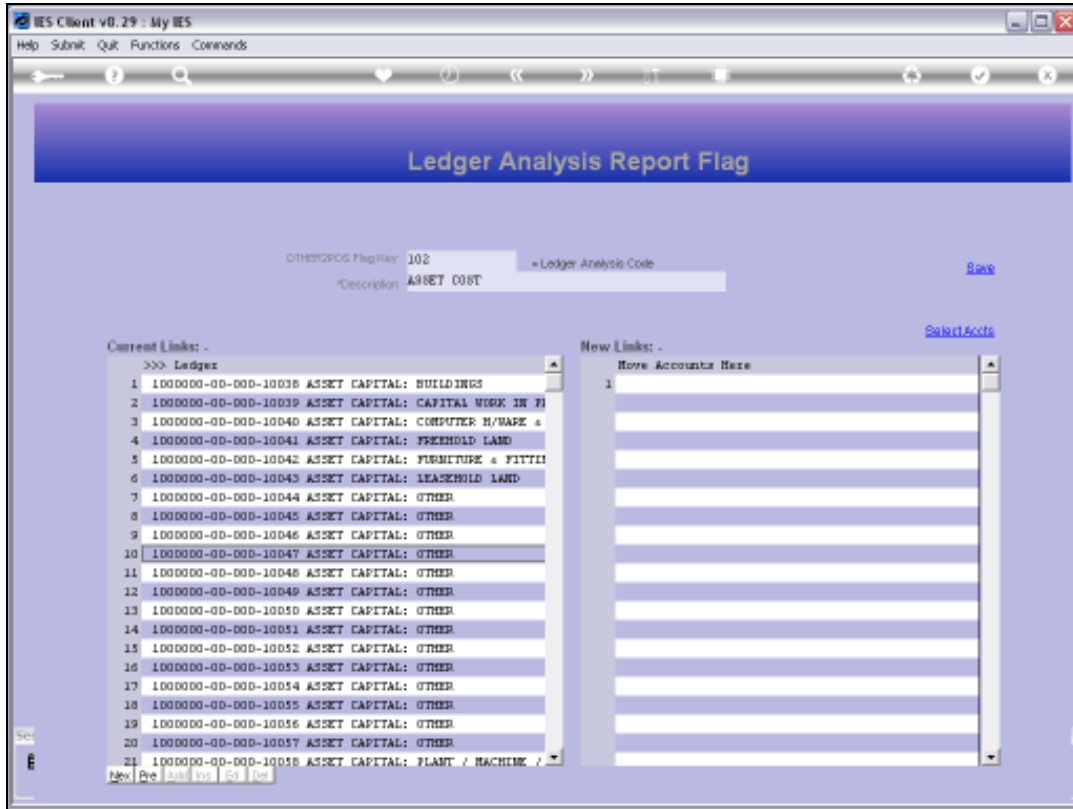 IES Client v8.29 : My IES
Help Submit Quit Functions Commands
Ledger Analysis Report Flag
OTHER2POS Flag Key 102 = Ledger Analysis Code
Save
*Description ASSET COST
Select Accts
Current Links: - New Links: -
>>> Ledger Move Accounts Here
1 1000000-00-000-10038 ASSET CAPITAL: BUILDINGS 1
2 1000000-00-000-10039 ASSET CAPITAL: CAPITAL WORK IN
3 1000000-00-000-10040 ASSET CAPITAL: COMPUTER H/WARE &
4 1000000-00-000-10041 ASSET CAPITAL: FREEHOLD LAND
5 1000000-00-000-10042 ASSET CAPITAL: FURNITURE & FITTI
6 1000000-00-000-10043 ASSET CAPITAL: LEASEHOLD LAND
7 1000000-00-000-10044 ASSET CAPITAL: OTHER
8 1000000-00-000-10045 ASSET CAPITAL: OTHER
9 1000000-00-000-10046 ASSET CAPITAL: OTHER
10 1000000-00-000-10047 ASSET CAPITAL: OTHER
11 1000000-00-000-10048 ASSET CAPITAL: OTHER
12 1000000-00-000-10049 ASSET CAPITAL: OTHER
13 1000000-00-000-10050 ASSET CAPITAL: OTHER
14 1000000-00-000-10051 ASSET CAPITAL: OTHER
15 1000000-00-000-10052 ASSET CAPITAL: OTHER
16 1000000-00-000-10053 ASSET CAPITAL: OTHER
17 1000000-00-000-10054 ASSET CAPITAL: OTHER
18 1000000-00-000-10055 ASSET CAPITAL: OTHER
19 1000000-00-000-10056 ASSET CAPITAL: OTHER
20 1000000-00-000-10057 ASSET CAPITAL: OTHER
21 1000000-00-000-10058 ASSET CAPITAL: PLANT / MACHINE /
Nex Pre Add Ins Ed Del